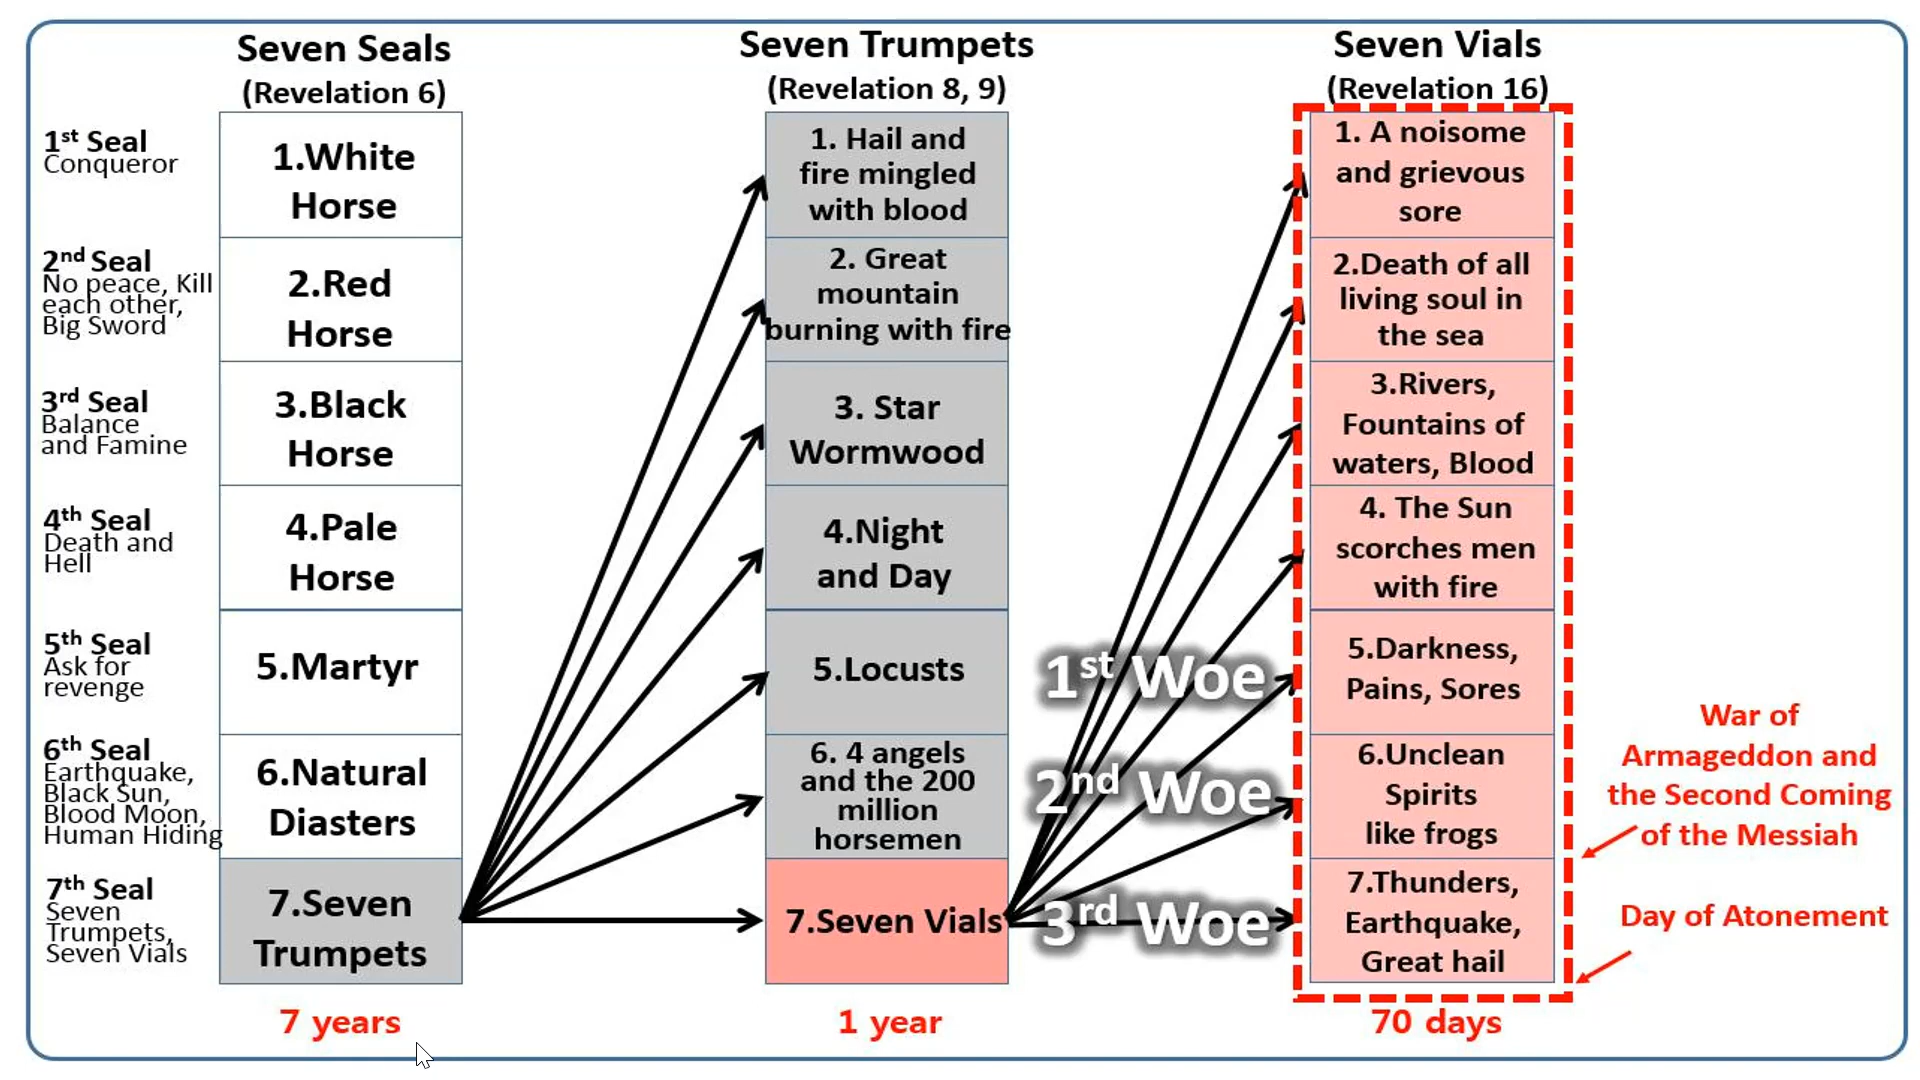 Seven Seals
(Revelation 6)
1st Seal
Conqueror
2nd Seal
No peace, Kill
each other,
Big Sword
3rd Seal
Balance
and Famine
4th Seal
Death and
Hell
5th Seal
Ask for
revenge
6th Seal
Earthquake,
Black Sun,
Blood Moon,
Human Hiding
7th Seal
Seven
Trumpets,
Seven Vials
1.White
Horse
2.Red
Horse
3.Black
Horse
4.Pale
Horse
5.Martyr
6.Natural
Diasters
7.Seven
Trumpets
7 years
Seven Trumpets
(Revelation 8, 9)
1. Hail and
fire mingled
with blood
2. Great
mountain
burning with fire
3. Star
Wormwood
4.Night
and Day
5.Locusts
6. 4 angels
and the 200
million
horsemen
7.Seven Vials
1 year
1st Woe
2nd Woe
3rd Woe
Seven Vials
(Revelation 16)
1. A noisome
and grievous
sore
2.Death of all
living soul in
the sea
3.Rivers,
Fountains of
waters, Blood
4. The Sun
scorches men
with fire
5.Darkness,
Pains, Sores
6.Unclean
Spirits
like frogs
7.Thunders,
Earthquake,
Great hail
70 days
War of
Armageddon and
the Second Coming
of the Messiah
Day of Atonement